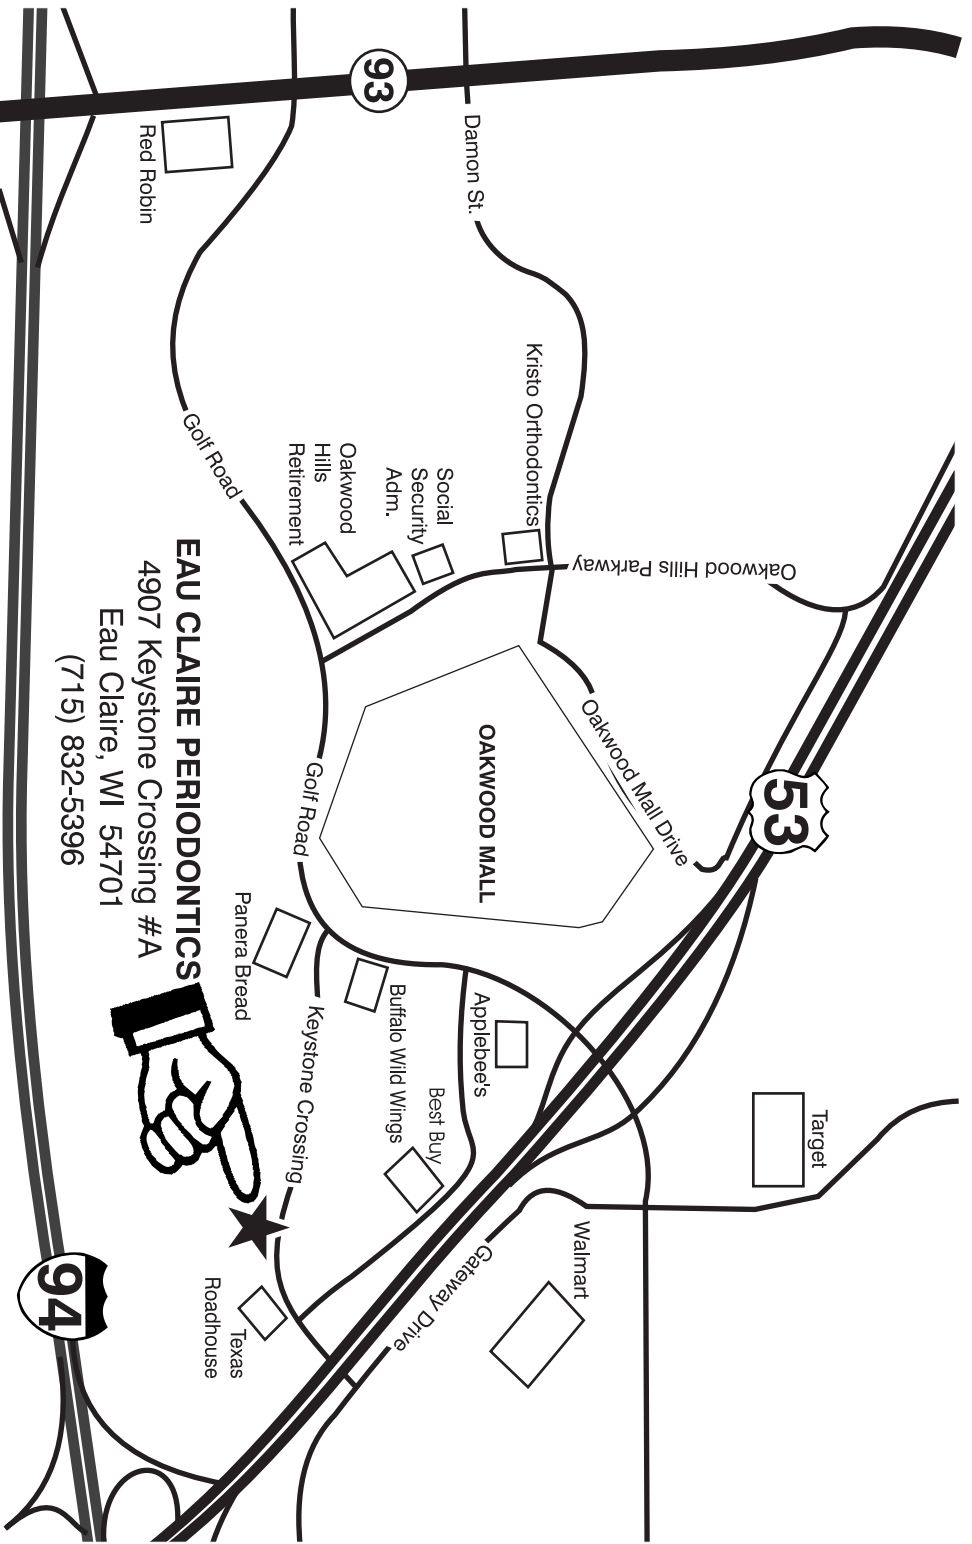 93
Damon St.
Red Robin
Golf Road
Kristo Orthodontics
Social
Security
Adm.
Oakwood
Hills
Retirement
Oakwood Hills Parkway
Oakwood Mall Drive
53
OAKWOOD MALL
Golf Road
Target
Walmart
Gateway Drive
Applebee's
Best Buy
Buffalo Wild Wings
Keystone Crossing
Panera Bread
Texas
Roadhouse
EAU CLAIRE PERIODONTICS
4907 Keystone Crossing #A
Eau Claire, WI 54701
(715) 832-5396
94